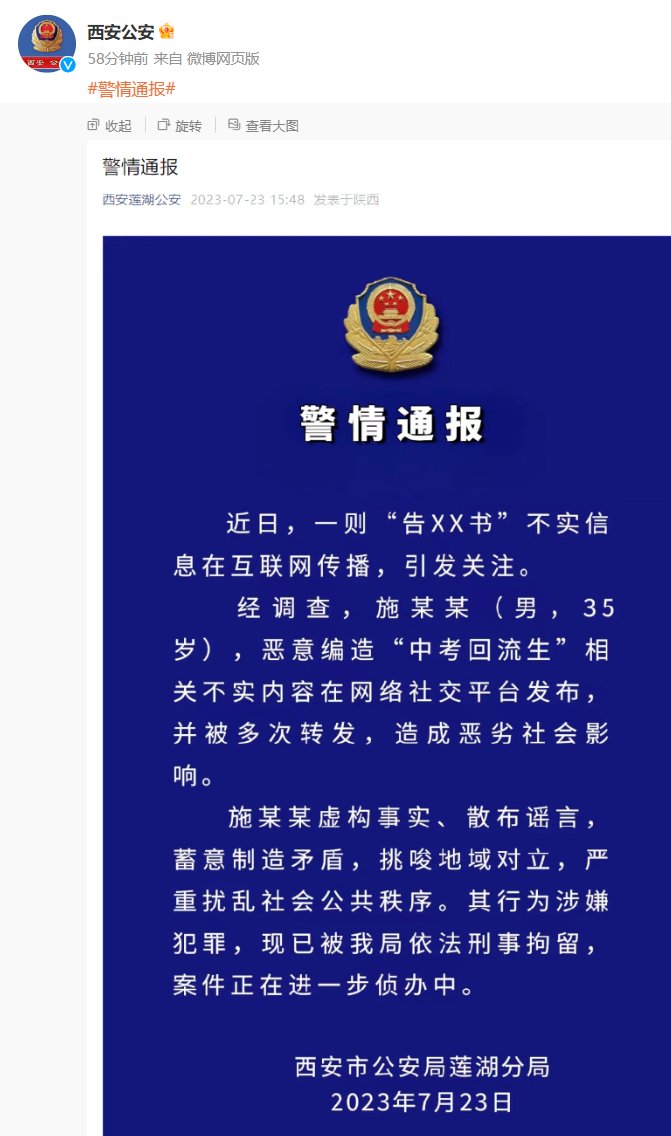 西安公安
58分钟前 来自 微博网页版
#警情通报#
收起 旋转 查看大图
警情通报
西安莲湖公安 2023-07-23 15:48 发表于陕西
警情通报
近日，一则“告XX书”不实信
息在互联网传播，引发关注。
经调查，施某某（男，35
岁），恶意编造“中考回流生”相
关不实内容在网络社交平台发布，
并被多次转发，造成恶劣社会影
响。
施某某虚构事实、散布谣言，
蓄意制造矛盾，挑唆地域对立，严
重扰乱社会公共秩序。其行为涉嫌
犯罪，现已被我局依法刑事拘留，
案件正在进一步侦办中。
西安市公安局莲湖分局
2023年7月23日